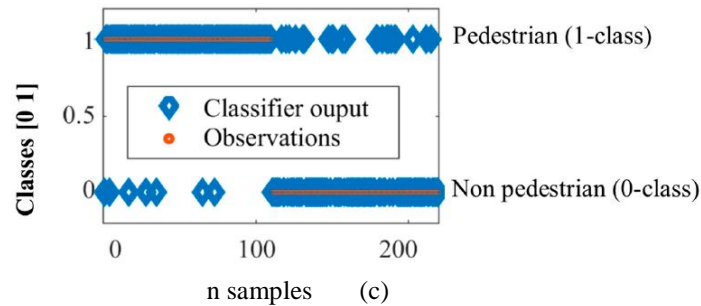 Classes [0 1]
1
0.5
0
Pedestrian (1-class)
Classifier ouput
Observations
Non pedestrian (0-class)
0 100 200
n samples (c)